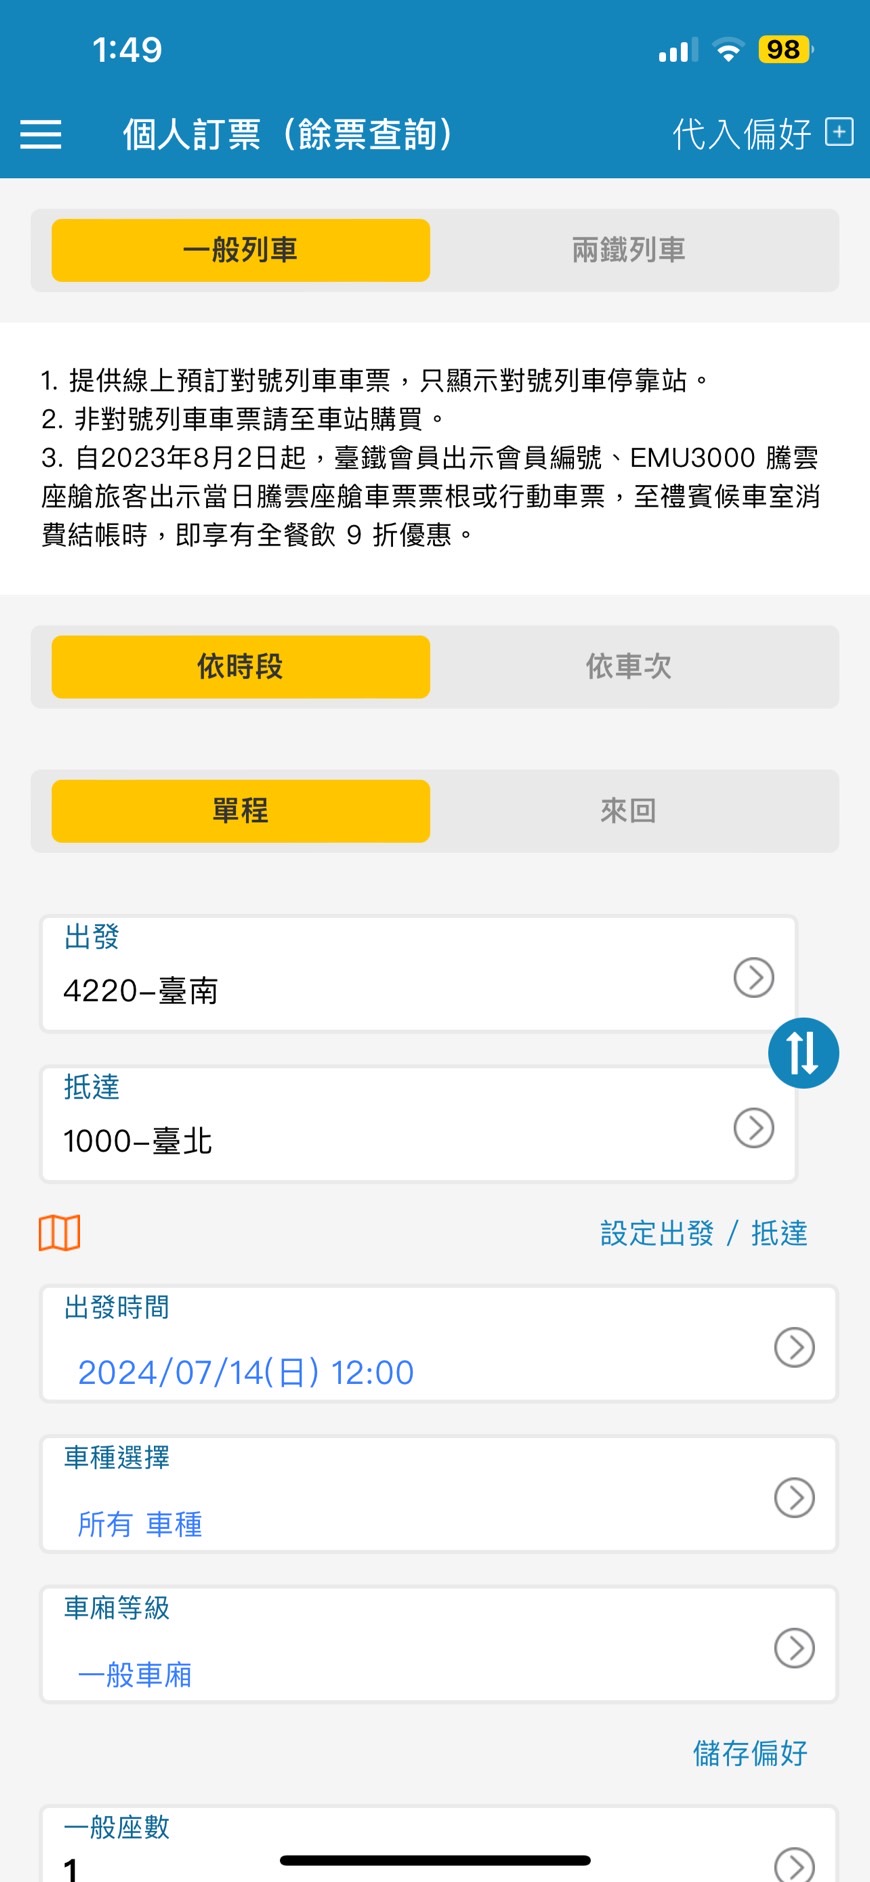 1:49
98
個人訂票（餘票查詢）
代入偏好
一般列車
兩鐵列車
1. 提供線上預訂對號列車車票，只顯示對號列車停靠站。
2. 非對號列車車票請至車站購買。
3. 自2023年8月2日起，臺鐵會員出示會員編號、EMU3000 騰雲
座艙旅客出示當日騰雲座艙車票票根或行動車票，至禮賓候車室消
費結帳時，即享有全餐飲 9 折優惠。
依時段
依車次
單程
來回
出發
4220-臺南
抵達
1000-臺北
設定出發 / 抵達
出發時間
2024/07/14(日) 12:00
車種選擇
所有 車種
車廂等級
一般車廂
儲存偏好
一般座數
1